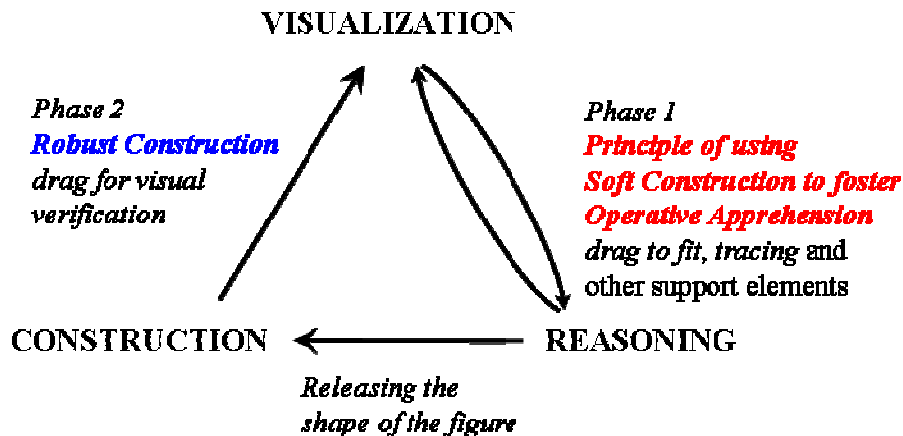 VISUALIZATION
Phase 2
Robust Construction
drag for visual
verification
Phase 1
Principle of using
Soft Construction to foster
Operative Apprehension
drag to fit, tracing and
other support elements
CONSTRUCTION
REASONING
Releasing the
shape of the figure